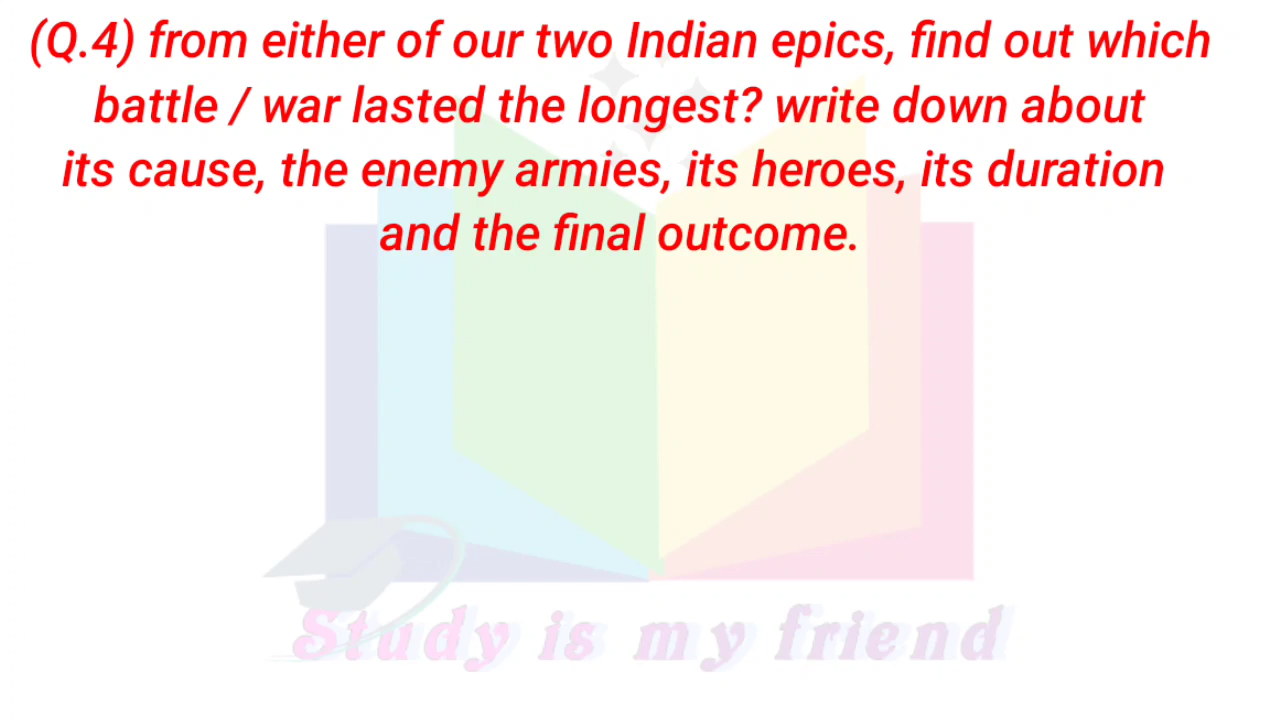 (Q.4) from either of our two Indian epics, find out which
battle / war lasted the longest? write down about
its cause, the enemy armies, its heroes, its duration
and the final outcome.
Study is my friend